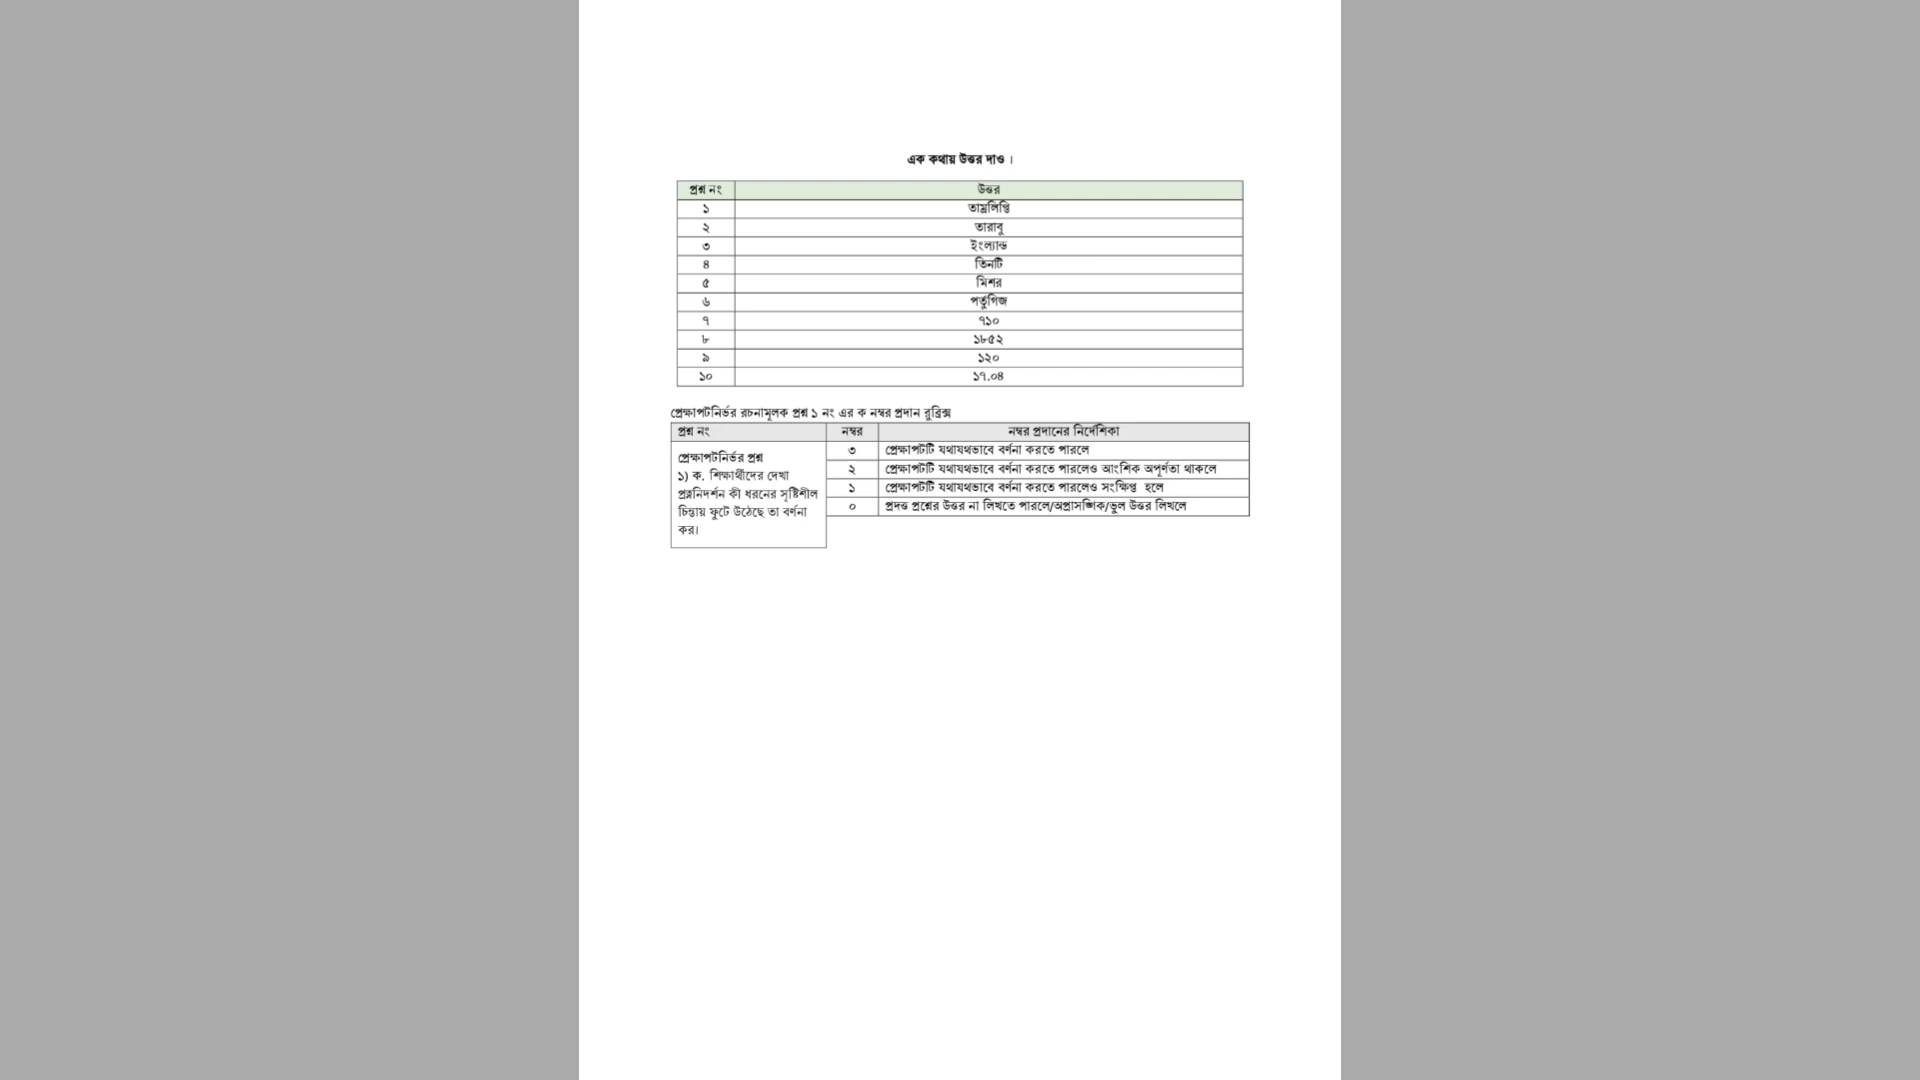 এক কথায় উত্তর দাও ।
প্রশ্ন নং উত্তর
১ তাম্রলিপ্তি
২ তারাবু
৩ ইংল্যান্ড
৪ তিনটি
৫ মিশর
৬ পর্তুগিজ
৭ ৭১০
৮ ১৮৫২
৯ ১২০
১০ ১৭.০৪
প্রেক্ষাপটনির্ভর রচনামূলক প্রশ্ন ১ নং এর ক নম্বর প্রদান রুব্রিক্স
প্রশ্ন নং নম্বর নম্বর প্রদানের নির্দেশিকা
প্রেক্ষাপটনির্ভর প্রশ্ন
১) ক. শিক্ষার্থীদের দেখা
প্রত্ননিদর্শন কী ধরনের সৃষ্টিশীল
চিন্তায় ফুটে উঠেছে তা বর্ণনা
কর।
৩ প্রেক্ষাপটটি যথাযথভাবে বর্ণনা করতে পারলে
২ প্রেক্ষাপটটি যথাযথভাবে বর্ণনা করতে পারলেও আংশিক অপূর্ণতা থাকলে
১ প্রেক্ষাপটটি যথাযথভাবে বর্ণনা করতে পারলেও সংক্ষিপ্ত হলে
০ প্রদত্ত প্রশ্নের উত্তর না লিখতে পারলে/অপ্রাসঙ্গিক/ভুল উত্তর লিখলে